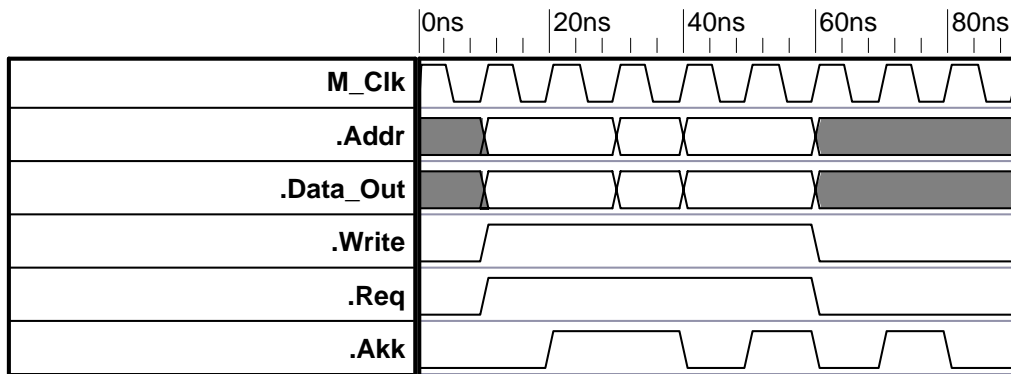 0ns 20ns 40ns 60ns 80ns
M_Clk
.Addr
.Data_Out
.Write
.Req
.Akk